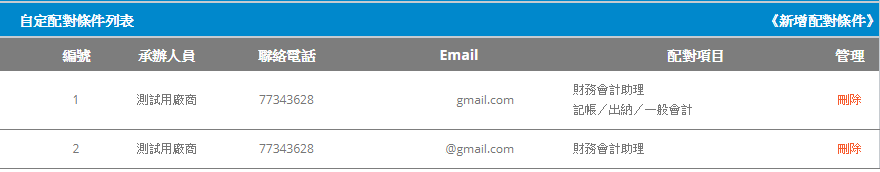 自定配對條件列表 《新增配對條件》
編號 承辦人員 聯絡電話 Email 配對項目 管理
1 測試用廠商 77343628 gmail.com 財務會計助理 刪除
記帳／出納／一般會計
2 測試用廠商 77343628 @gmail.com 財務會計助理 刪除